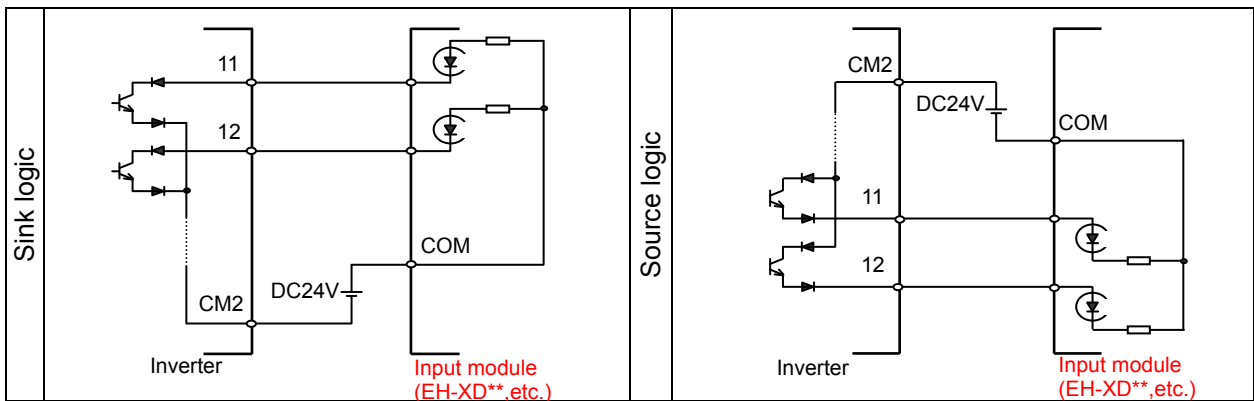 Sink logic
11
12
COM
CM2
DC24V
Inverter
Input module
(EH-XD**,etc.)
Source logic
CM2
DC24V
COM
11
12
Inverter
Input module
(EH-XD**,etc.)